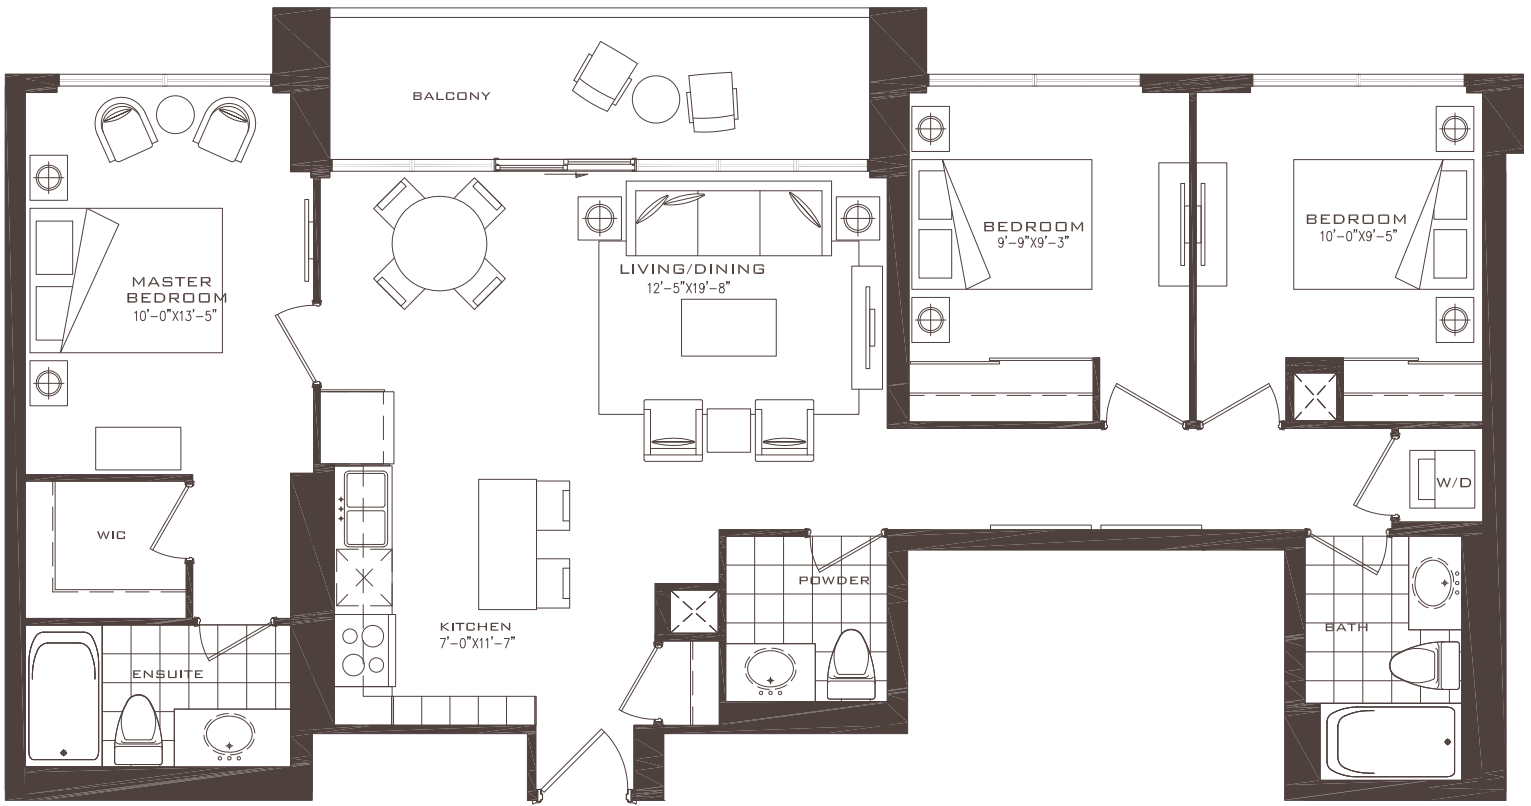 BALCONY
MASTER
BEDROOM
10'-0"X13'-5"
LIVING/DINING
12'-5"X19'-8"
BEDROOM
9'-9"X9'-3"
BEDROOM
10'-0"X9'-5"
WIC
W/D
ENSUITE
KITCHEN
7'-0"X11'-7"
POWDER
BATH